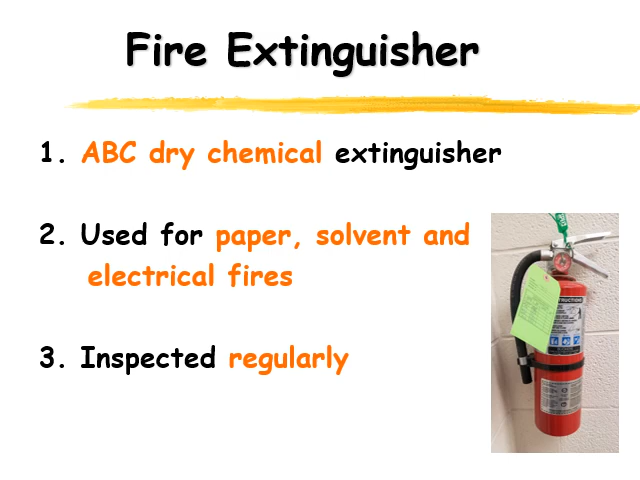 Fire Extinguisher
1. ABC dry chemical extinguisher
2. Used for paper, solvent and
electrical fires
3. Inspected regularly